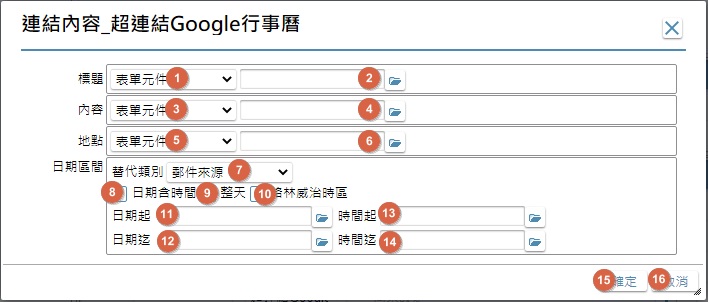 連結內容_超連結Google行事曆
標題 表單元件 1 2
內容 表單元件 3 4
地點 表單元件 5 6
日期區間 替代類別 郵件來源 7
8 日期含時間 9 整天 10 格林威治時區
日期起 11 時間起 13
日期迄 12 時間迄 14
15 確定 16 取消